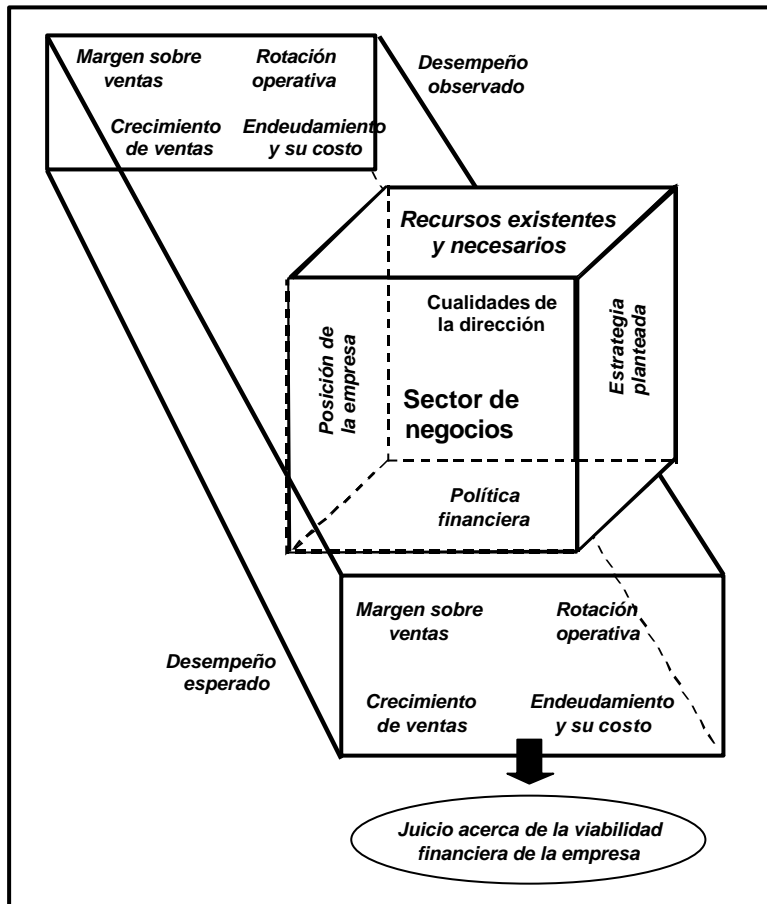 Margen sobre
ventas
Rotación
operativa
Crecimiento
de ventas
Endeudamiento
y su costo
Desempeño
observado
Recursos existentes
y necesarios
Cualidades de
la dirección
Posición de
la empresa
Estrategia
planteada
Sector de
negocios
Política
financiera
Margen sobre
ventas
Rotación
operativa
Desempeño
esperado
Crecimiento
de ventas
Endeudamiento
y su costo
Juicio acerca de la viabilidad
financiera de la empresa